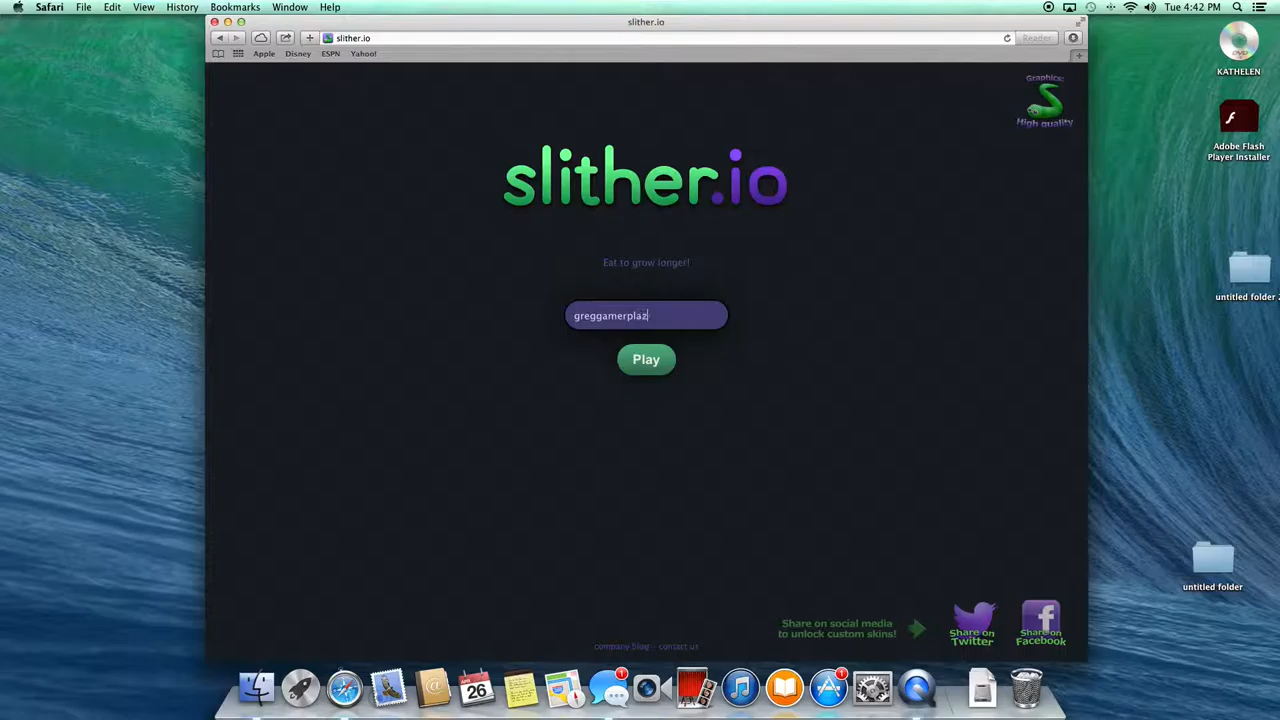 Safari File Edit View History Bookmarks Window Help Tue 4:42 PM
slither.io
slither.io Reader
Apple Disney ESPN Yahoo!
KATHELEN
Adobe Flash
Player Installer
untitled folder 2
untitled folder
Graphics:
High quality
slither.io
Eat to grow longer!
greggamerplaz
Play
Share on social media
to unlock custom skins!
Share on
Twitter
Share on
Facebook
company blog - contact us
APR
26
1
1